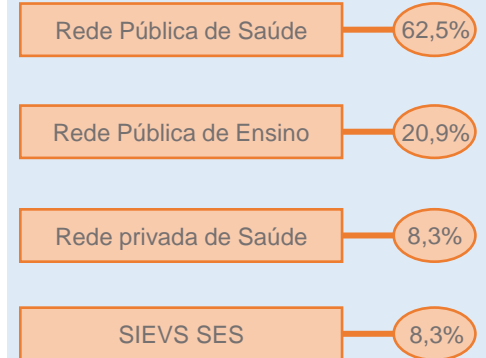 Rede Pública de Saúde 62,5%
Rede Pública de Ensino 20,9%
Rede privada de Saúde 8,3%
SIEVS SES 8,3%